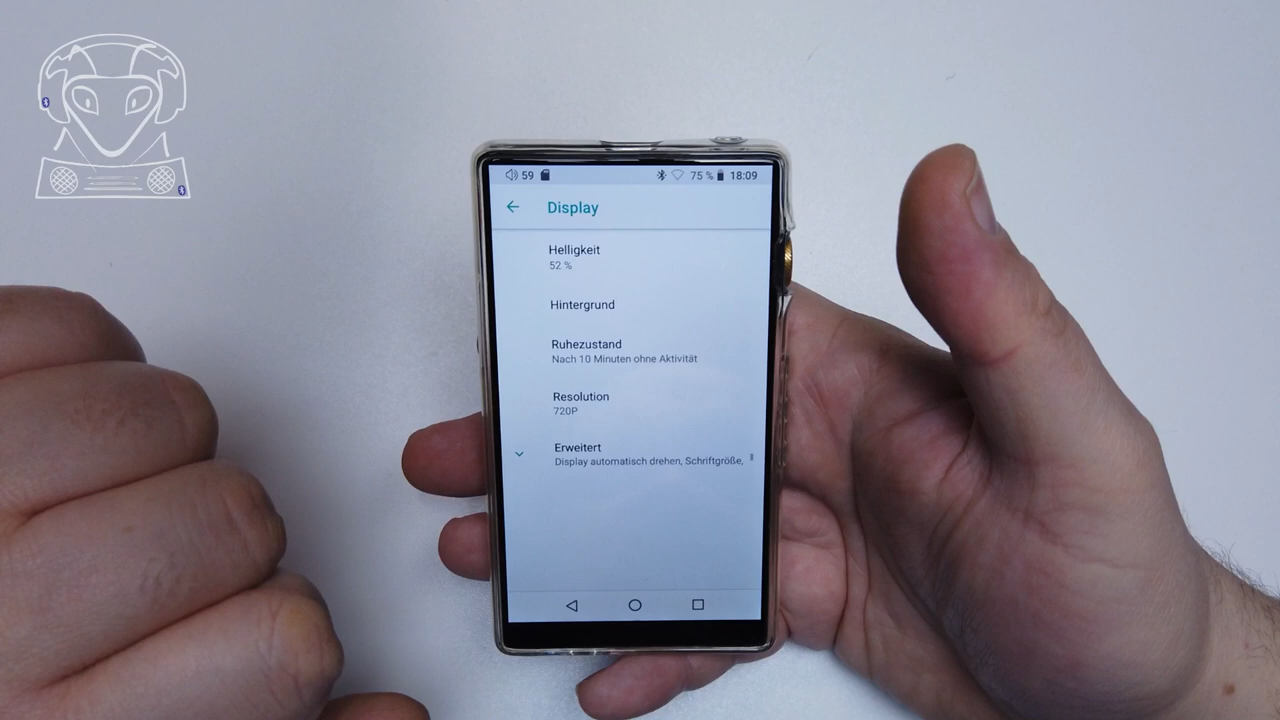 59 75 % 18:09
Display
Helligkeit
52 %
Hintergrund
Ruhezustand
Nach 10 Minuten ohne Aktivität
Resolution
720P
Erweitert
Display automatisch drehen, Schriftgröße,